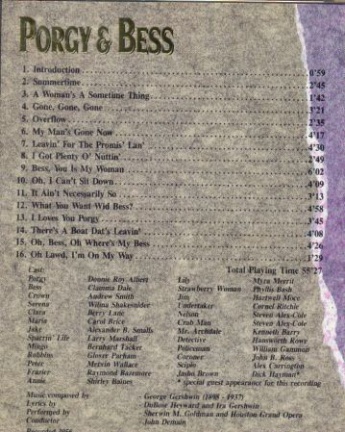 PORGY & BESS
1. Introduction 0'59
2. Summertime 2'45
3. A Woman's A Sometime Thing 1'42
4. Gone, Gone, Gone 3'21
5. Overflow 2'35
6. My Man's Gone Now 4'17
7. Leavin' For The Promis' Lan' 4'30
8. I Got Plenty O' Nuttin' 2'49
9. Bess, You Is My Woman 6'02
10. Oh, I Can't Sit Down 4'09
11. It Ain't Necessarily So 3'13
12. What You Want Wid Bess? 4'58
13. I Loves You Porgy 3'45
14. There's A Boat Dat's Leavin' 4'08
15. Oh, Bess, Oh Where's My Bess 4'26
16. Oh Lawd, I'm On My Way 1'29
Total Playing Time 55'27
Cast:
Porgy Donnie Ray Albert
Bess Clamma Dale
Crown Andrew Smith
Serena Wilma Shakesnider
Clara Betty Lane
Maria Carol Brice
Jake Alexander B. Smalls
Sportin' Life Larry Marshall
Mingo Bernhard Tacker
Robbins Glover Parham
Peter Mervin Wallace
Frazier Raymond Bazemore
Annie Shirley Baines
Lily Myra Merrit
Strawberry Woman Phyllis Bash
Jim Hartwell Mace
Undertaker Cornel Richie
Nelson Steven Alex-Cole
Crab Man Steven Alex-Cole
Mr. Archdale Kenneth Barry
Detective Hansworth Rowe
Policeman William Gammon
Coroner John B. Ross
Scipio Alex Carrington
Jasbo Brown Dick Hyman*
* special guest appearance for this recording
Music composed by George Gershwin (1898 - 1937)
Lyrics by DuBose Heyward and Ira Gershwin
Performed by Sherwin M. Goldman and Houston Grand Opera
Conductor John Demain